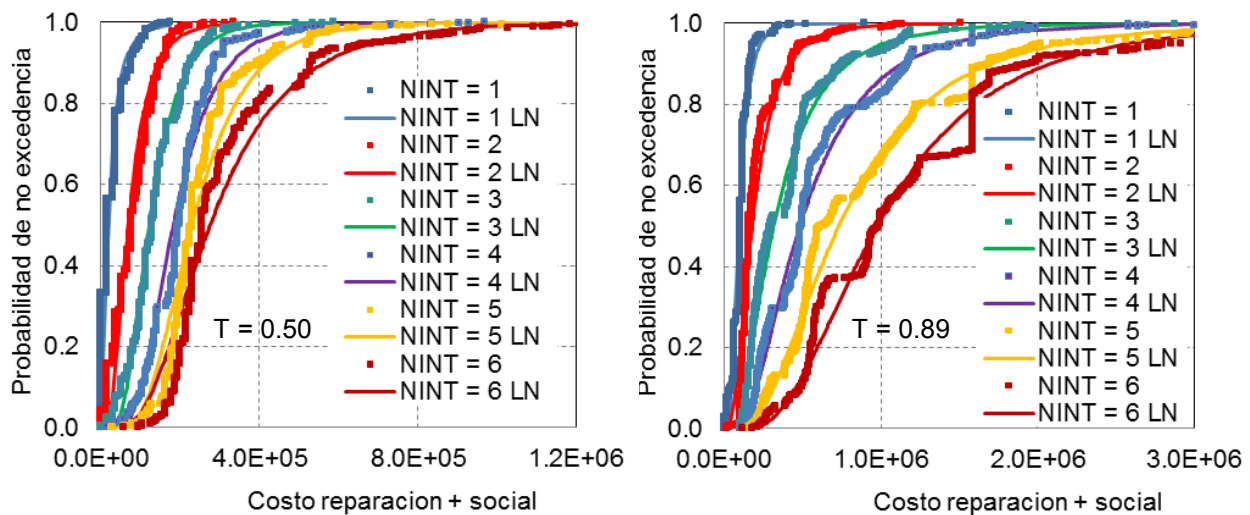 Probabilidad de no excedencia
1.0
0.8
0.6
0.4
0.2
0.0
NINT = 1
NINT = 1 LN
NINT = 2
NINT = 2 LN
NINT = 3
NINT = 3 LN
NINT = 4
NINT = 4 LN
NINT = 5
NINT = 5 LN
NINT = 6
NINT = 6 LN
T = 0.50
0.0E+00 4.0E+05 8.0E+05 1.2E+06
Costo reparacion + social
Probabilidad de no excedencia
1.0
0.8
0.6
0.4
0.2
0.0
NINT = 1
NINT = 1 LN
NINT = 2
NINT = 2 LN
NINT = 3
NINT = 3 LN
NINT = 4
NINT = 4 LN
NINT = 5
NINT = 5 LN
NINT = 6
NINT = 6 LN
T = 0.89
0.0E+00 1.0E+06 2.0E+06 3.0E+06
Costo reparacion + social